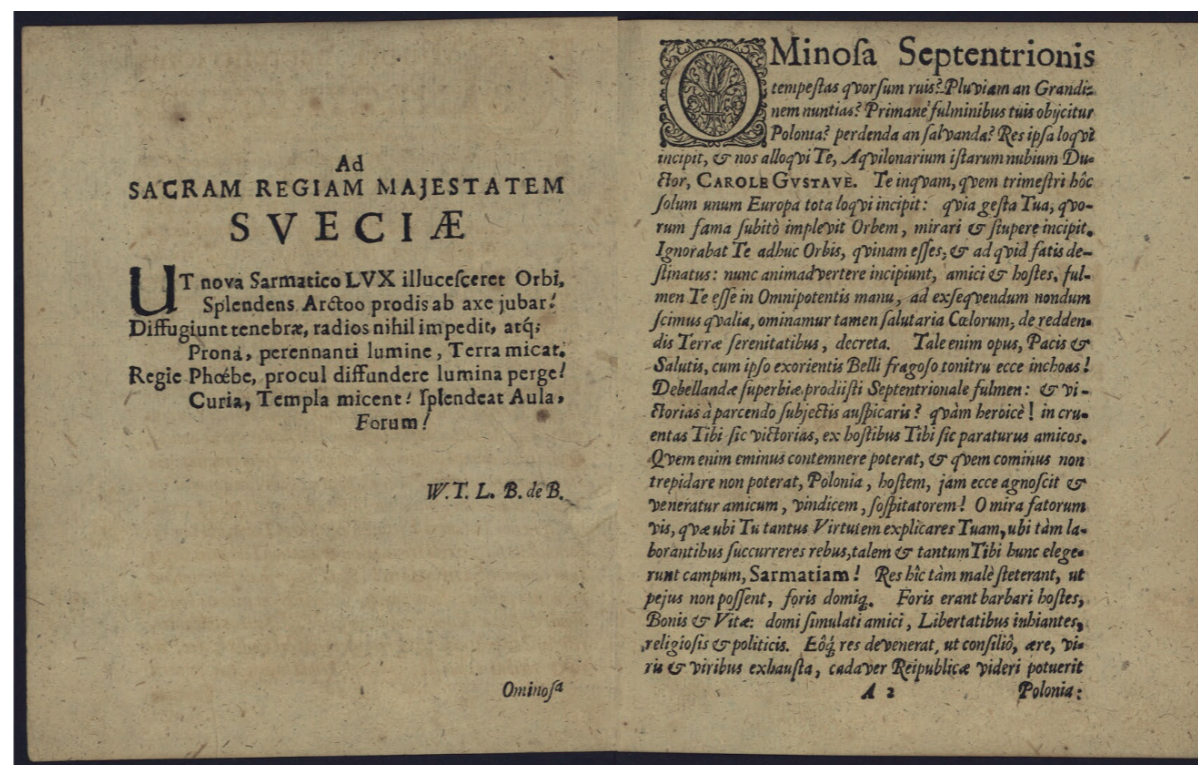 Ad
SACRAM REGIAM MAJESTATEM
SVECIÆ
UT nova Sarmatico LVX illucesceret Orbi,
Splendens Arctoo prodis ab axe jubar!
Diffugiunt tenebræ, radios nihil impedit, atq;
Prona, perennanti lumine, Terra micat.
Regie Phœbe, procul diffundere lumina perge!
Curia, Templa micent! splendeat Aula,
Forum!
W. T. L. B. de B.
Ominosa
OMinosa Septentrionis
tempestas qvorsum ruis? Pluviam an Grandi-
nem nuntias? Primane fulminibus tuis obijcitur
Polonia? perdenda an salvanda? Res ipsa loqvi
incipit, & nos alloqvi Te, Aqvilonarium istarum nubium Du-
ctor, CAROLE GVSTAVE. Te inqvam, qvem trimestri hôc
solum unum Europa tota loqvi incipit: qvia gesta Tua, qvo-
rum fama subitò implevit Orbem, mirari & stupere incipit.
Ignorabat Te adhuc Orbis, qvinam esses, & ad qvid fatis de-
stinatus: nunc animadvertere incipiunt, amici & hostes, ful-
men Te esse in Omnipotentis manu, ad exseqvendum nondum
scimus qvalia, ominamur tamen salutaria Cœlorum, de redden-
dis Terræ serenitatibus, decreta. Tale enim opus, Pacis &
Salutis, cum ipso exorientis Belli fragoso tonitru ecce inchoas!
Debellandæ superbiæ prodiisti Septentrionale fulmen: & vi-
ctorias à parcendo subjectis auspicaris? qvàm heroicè! in cru-
entas Tibi sic victorias, ex hostibus Tibi sic paraturus amicos.
Qvem enim eminus contemnere poterat, & qvem cominus non
trepidare non poterat, Polonia, hostem, jam ecce agnoscit &
veneratur amicum, vindicem, sospitatorem! O mira fatorum
vis, qvæ ubi Tu tantus Virtutem explicares Tuam, ubi tàm la-
borantibus succurreres rebus, talem & tantum Tibi hunc elege-
runt campum, Sarmatiam! Res hîc tàm malè steterant, ut
pejus non possent, foris domiq;. Foris erant barbari hostes,
Bonis & Vitæ: domi simulati amici, Libertatibus inhiantes,
religiosis & politicis. Eôq; res devenerat, ut consiliô, ære, vi-
ris & viribus exhausta, cadaver Reipublicæ videri potuerit
A 2
Polonia: